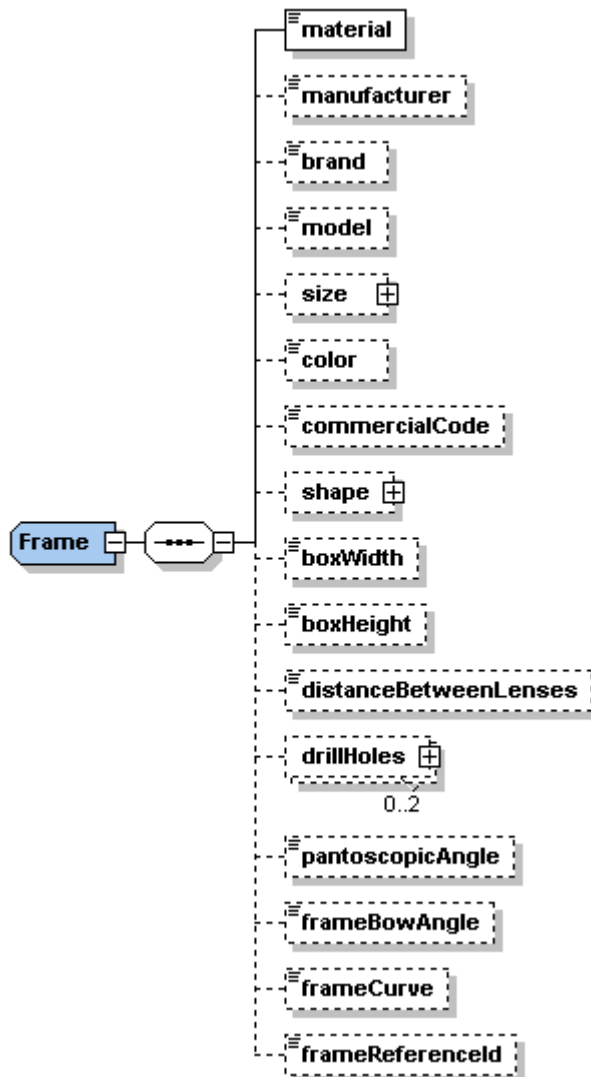 material
manufacturer
brand
model
size
color
commercialCode
shape
Frame
boxWidth
boxHeight
distanceBetweenLenses
drillHoles
0..2
pantoscopicAngle
frameBowAngle
frameCurve
frameReferenceId